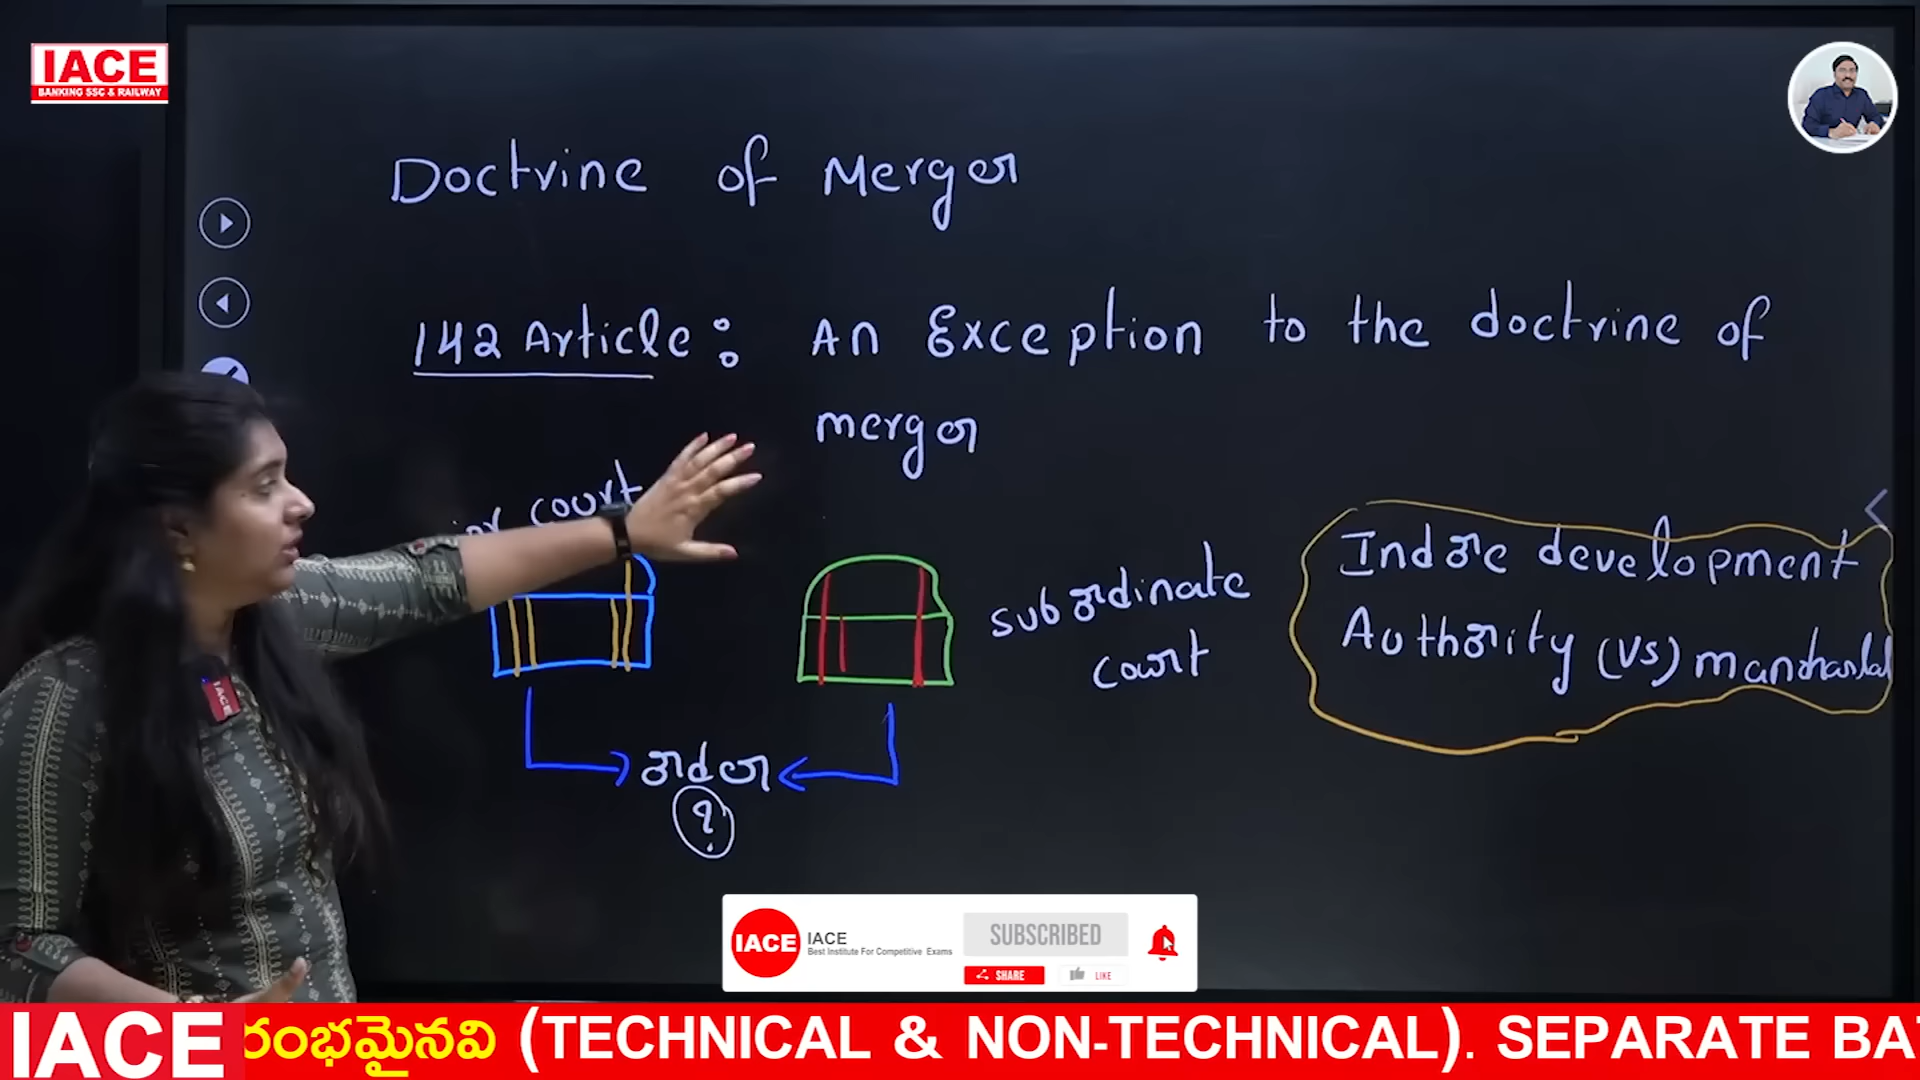 IACE
BANKING SSC & RAILWAY
Doctrine of Merger
142 Article : An Exception to the doctrine of
merger
court
subordinate
court
order
?
Indore development
Authority (vs) manoharlal
IACE
IACE
Best Institute For Competitive Exams
SUBSCRIBED
SHARE
LIKE
IACE
IACE
రంభమైనవి (TECHNICAL & NON-TECHNICAL). SEPARATE BA